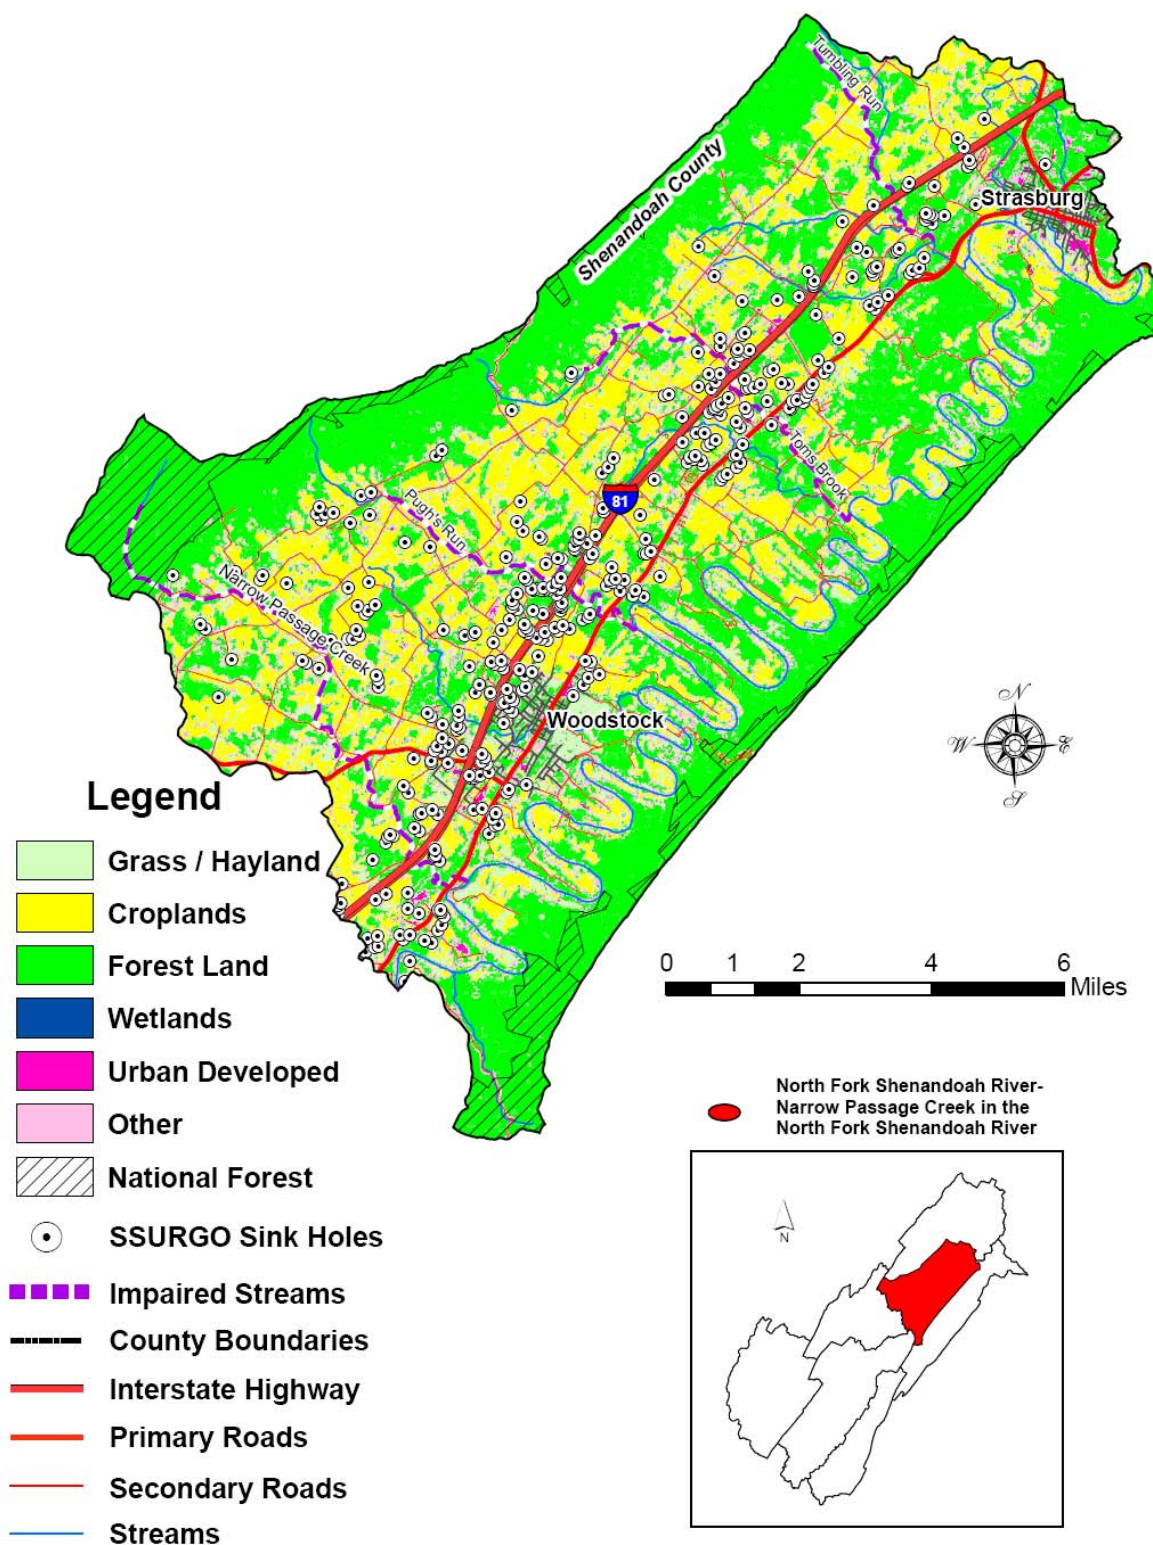 Tumbling Run
Shenandoah County
Strasburg
81
Toms Brook
Pugh's Run
Narrow Passage Creek
Woodstock
N
W
E
S
Legend
Grass / Hayland
Croplands
Forest Land
Wetlands
Urban Developed
Other
National Forest
SSURGO Sink Holes
Impaired Streams
County Boundaries
Interstate Highway
Primary Roads
Secondary Roads
Streams
0 1 2 4 6
Miles
North Fork Shenandoah River-
Narrow Passage Creek in the
North Fork Shenandoah River
N